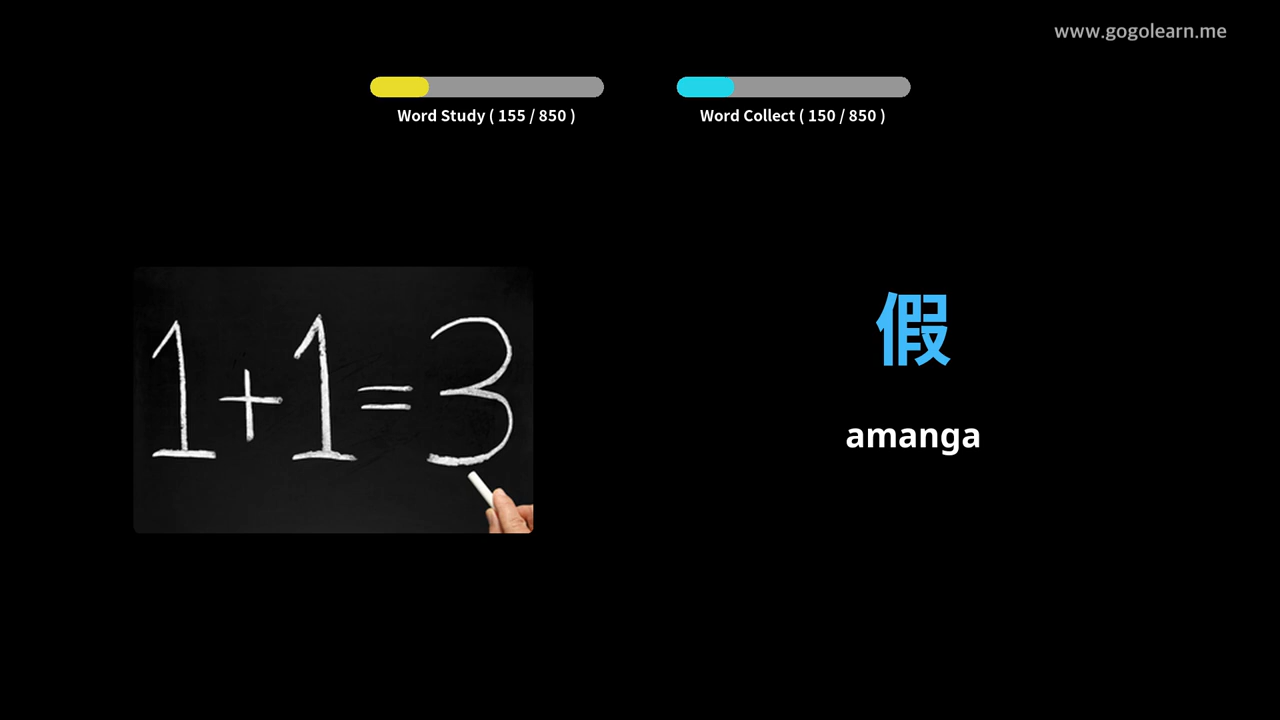 www.gogolearn.me
Word Study ( 155 / 850 )
Word Collect ( 150 / 850 )
1+1=3
假
amanga